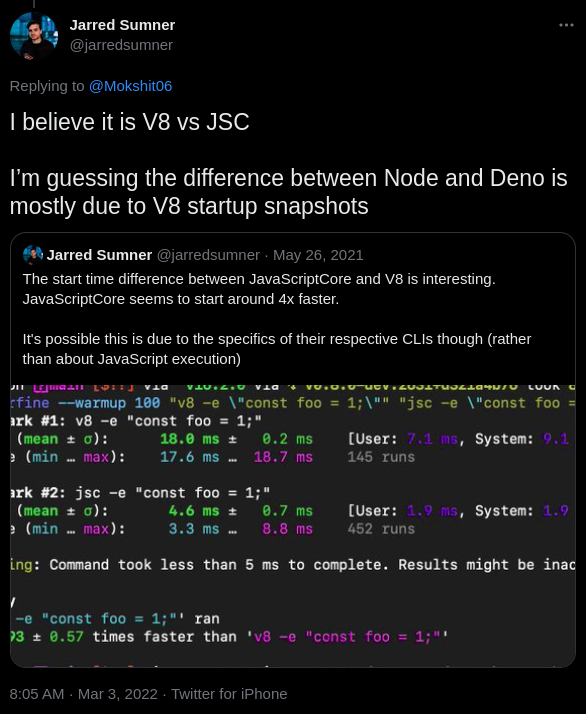 Jarred Sumner
@jarredsumner
Replying to @Mokshit06
I believe it is V8 vs JSC
I'm guessing the difference between Node and Deno is
mostly due to V8 startup snapshots
Jarred Sumner @jarredsumner · May 26, 2021
The start time difference between JavaScriptCore and V8 is interesting.
JavaScriptCore seems to start around 4x faster.
It's possible this is due to the specifics of their respective CLIs though (rather
than about JavaScript execution)
via via took
rfine --warmup 100 "v8 -e \"const foo = 1;\"" "jsc -e \"const foo =
ark #1: v8 -e "const foo = 1;"
(mean ± σ): 18.0 ms ± 0.2 ms [User: 7.1 ms, System: 9.1
e (min … max): 17.6 ms … 18.7 ms 145 runs
ark #2: jsc -e "const foo = 1;"
(mean ± σ): 4.6 ms ± 0.7 ms [User: 1.9 ms, System: 1.9
e (min … max): 3.3 ms … 8.8 ms 452 runs
ing: Command took less than 5 ms to complete. Results might be inac
-e "const foo = 1;"' ran
93 ± 0.57 times faster than 'v8 -e "const foo = 1;"'
8:05 AM · Mar 3, 2022 · Twitter for iPhone